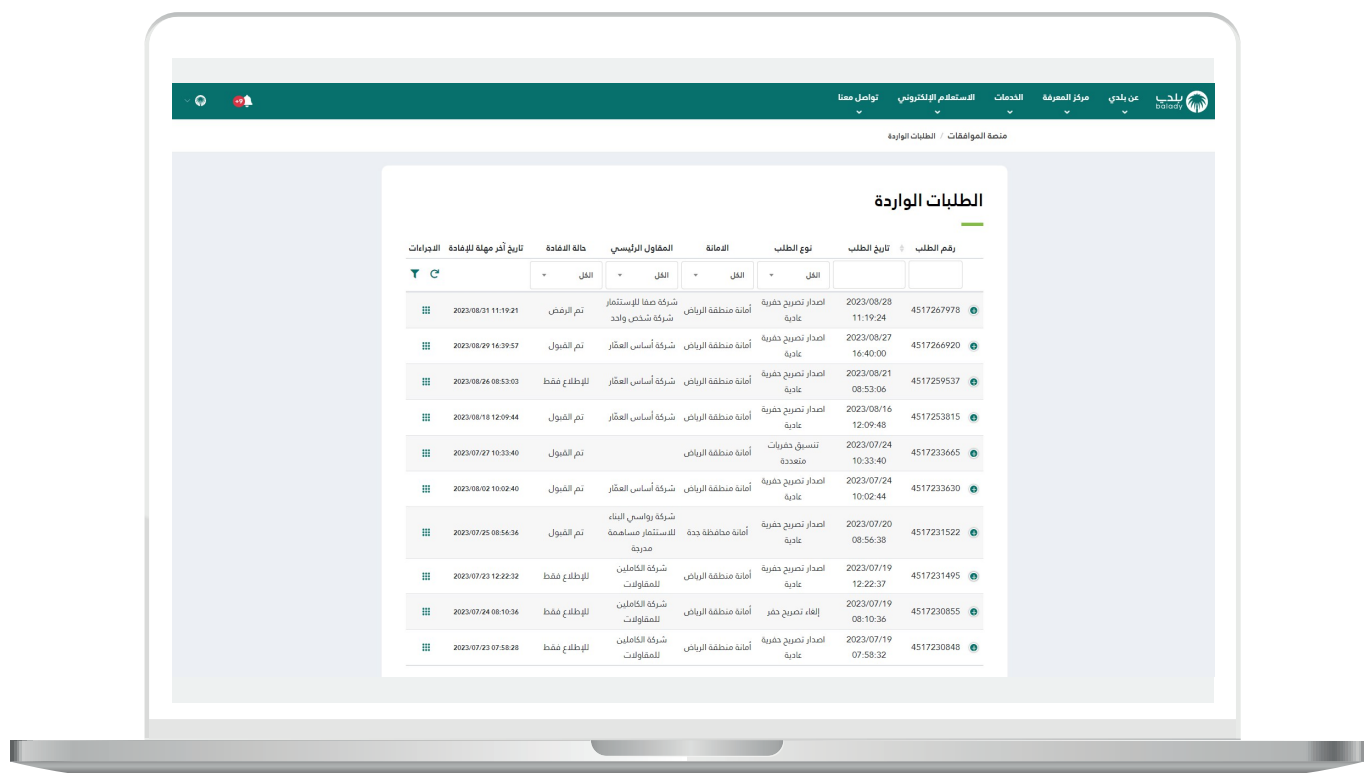 بلدي
balady
عن بلدي مركز المعرفة الخدمات الاستعلام الإلكتروني تواصل معنا
+9
منصة الموافقات / الطلبات الواردة
الطلبات الواردة
رقم الطلب تاريخ الطلب نوع الطلب الامانة المقاول الرئيسي حالة الافادة تاريخ أخر مهلة للإفادة الاجراءات
الكل الكل الكل الكل
4517267978 2023/08/28 11:19:24 اصدار تصريح حفرية عادية أمانة منطقة الرياض شركة صفا للإستثمار شركة شخص واحد تم الرفض 2023/08/31 11:19:21
4517266920 2023/08/27 16:40:00 اصدار تصريح حفرية عادية أمانة منطقة الرياض شركة أساس العمّار تم القبول 2023/08/29 16:39:57
4517259537 2023/08/21 08:53:06 اصدار تصريح حفرية عادية أمانة منطقة الرياض شركة أساس العمّار للإطلاع فقط 2023/08/26 08:53:03
4517253815 2023/08/16 12:09:48 اصدار تصريح حفرية عادية أمانة منطقة الرياض شركة أساس العمّار تم القبول 2023/08/18 12:09:44
4517233665 2023/07/24 10:33:40 تنسيق حفريات متعددة أمانة منطقة الرياض تم القبول 2023/07/27 10:33:40
4517233630 2023/07/24 10:02:44 اصدار تصريح حفرية عادية أمانة منطقة الرياض شركة أساس العمّار تم القبول 2023/08/02 10:02:40
4517231522 2023/07/20 08:56:38 اصدار تصريح حفرية عادية أمانة محافظة جدة شركة رواسي البناء للاستثمار مساهمة مدرجة تم القبول 2023/07/25 08:56:36
4517231495 2023/07/19 12:22:37 اصدار تصريح حفرية عادية أمانة منطقة الرياض شركة الكاملين للمقاولات للإطلاع فقط 2023/07/23 12:22:32
4517230855 2023/07/19 08:10:36 إلغاء تصريح حفر أمانة منطقة الرياض شركة الكاملين للمقاولات للإطلاع فقط 2023/07/24 08:10:36
4517230848 2023/07/19 07:58:32 اصدار تصريح حفرية عادية أمانة منطقة الرياض شركة الكاملين للمقاولات للإطلاع فقط 2023/07/23 07:58:28